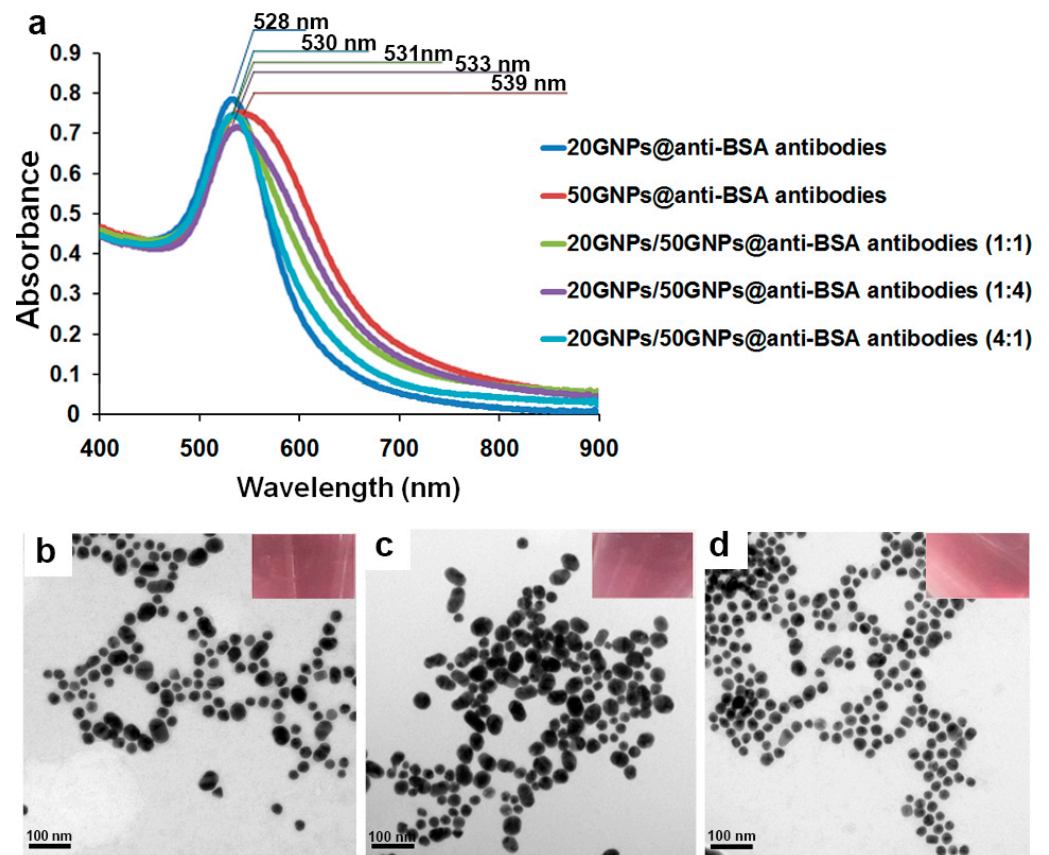 a
528 nm
530 nm
531nm
533 nm
539 nm
0.9
0.8
0.7
0.6
0.5
0.4
0.3
0.2
0.1
0
Absorbance
400 500 600 700 800 900
Wavelength (nm)
20GNPs@anti-BSA antibodies
50GNPs@anti-BSA antibodies
20GNPs/50GNPs@anti-BSA antibodies (1:1)
20GNPs/50GNPs@anti-BSA antibodies (1:4)
20GNPs/50GNPs@anti-BSA antibodies (4:1)
b
100 nm
c
100 nm
d
100 nm